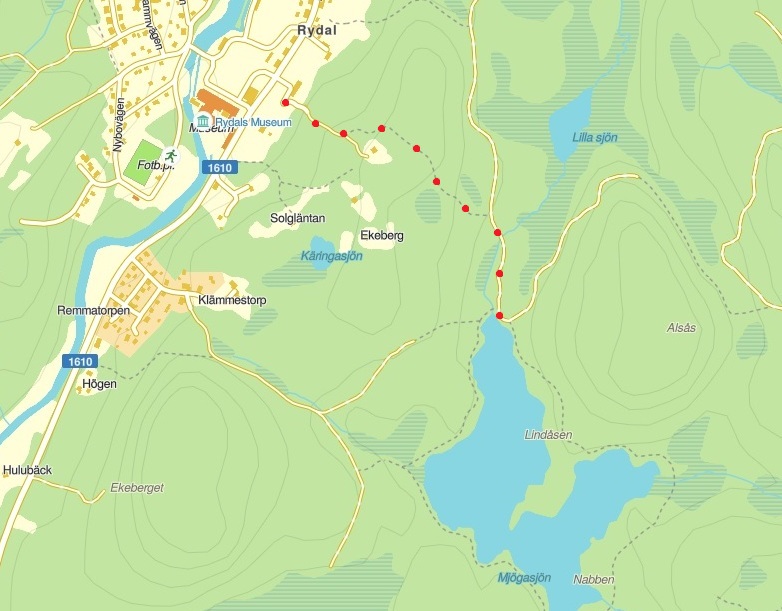 Hammvägen
Rydal
Nybovägen
Rydals Museum
Museum
Lilla sjön
Fotb.pl.
1610
Solgläntan
Ekeberg
Käringasjön
Klämmestorp
Remmatorpen
Alsås
1610
Högen
Lindåsen
Hulubäck
Ekeberget
Mjögasjön
Nabben